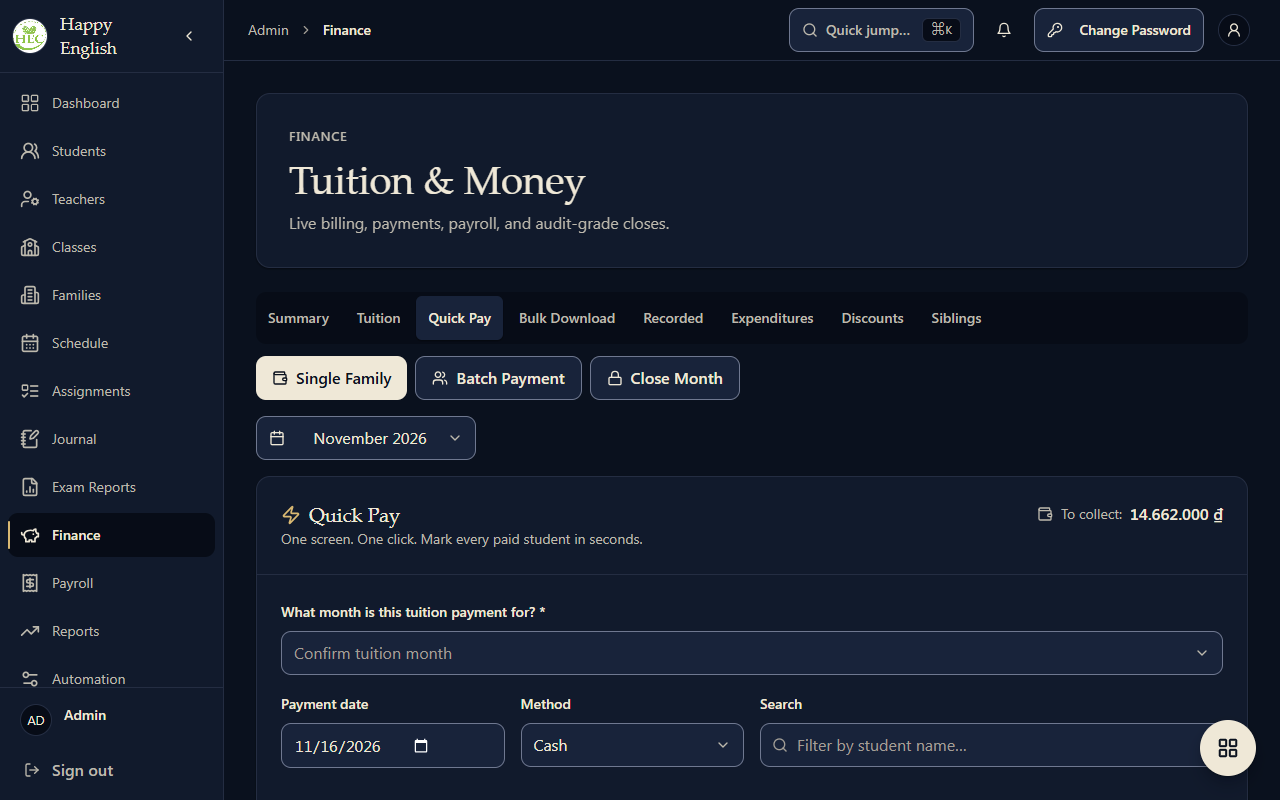 HEC
Happy
English
Admin
Finance
Quick jump...
⌘K
Change Password
Dashboard
Students
Teachers
Classes
Families
Schedule
Assignments
Journal
Exam Reports
Finance
Payroll
Reports
Automation
AD
Admin
Sign out
FINANCE
Tuition & Money
Live billing, payments, payroll, and audit-grade closes.
Summary
Tuition
Quick Pay
Bulk Download
Recorded
Expenditures
Discounts
Siblings
Single Family
Batch Payment
Close Month
November 2026
Quick Pay
To collect: 14.662.000 ₫
One screen. One click. Mark every paid student in seconds.
What month is this tuition payment for? *
Confirm tuition month
Payment date
Method
Search
11/16/2026
Cash
Filter by student name...